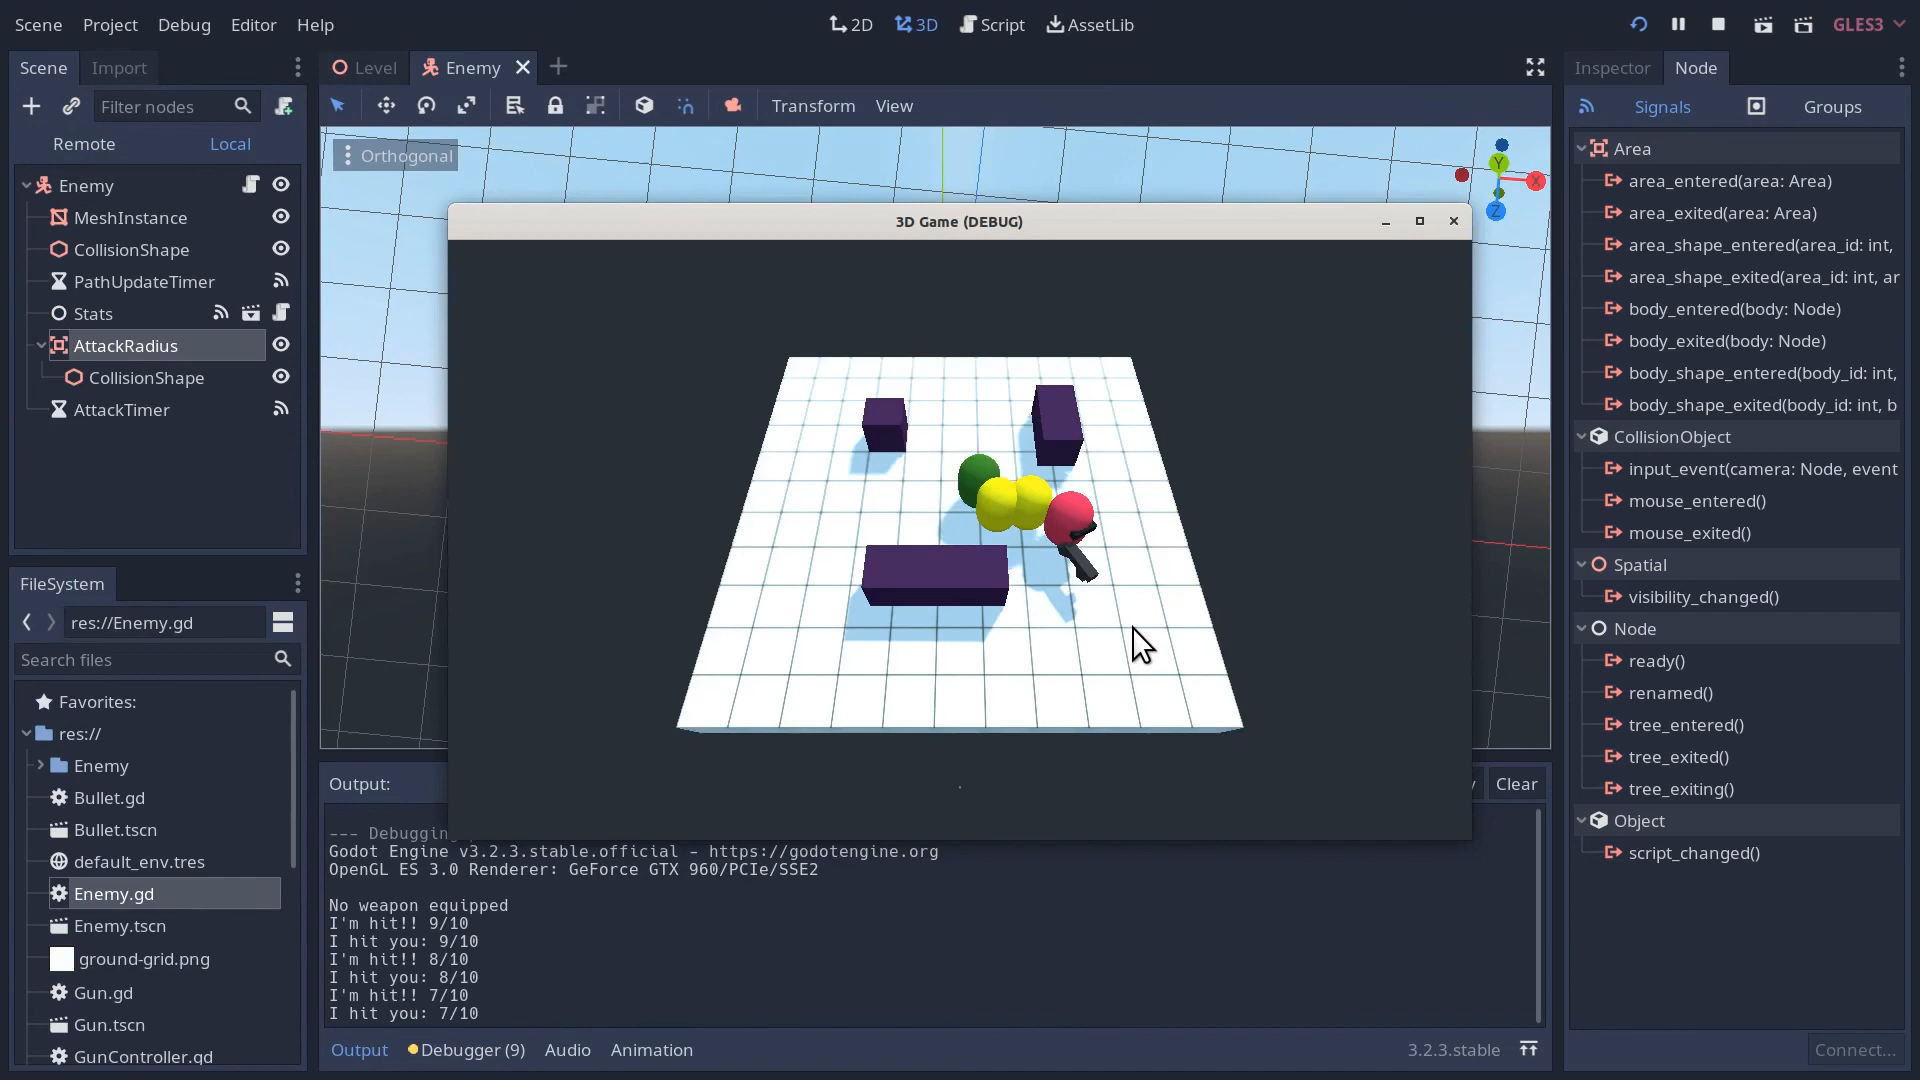 Scene Project Debug Editor Help
2D 3D Script AssetLib
GLES3
Scene Import
Filter nodes
Remote Local
Enemy
MeshInstance
CollisionShape
PathUpdateTimer
Stats
AttackRadius
CollisionShape
AttackTimer
FileSystem
res://Enemy.gd
Search files
Favorites:
res://
Enemy
Bullet.gd
Bullet.tscn
default_env.tres
Enemy.gd
Enemy.tscn
ground-grid.png
Gun.gd
Gun.tscn
GunController.gd
Level Enemy
Transform View
Orthogonal
Y
X
Z
3D Game (DEBUG)
Output:
Clear
--- Debugging
Godot Engine v3.2.3.stable.official - https://godotengine.org
OpenGL ES 3.0 Renderer: GeForce GTX 960/PCIe/SSE2
No weapon equipped
I'm hit!! 9/10
I hit you: 9/10
I'm hit!! 8/10
I hit you: 8/10
I'm hit!! 7/10
I hit you: 7/10
Output Debugger (9) Audio Animation
3.2.3.stable
Inspector Node
Signals Groups
Area
area_entered(area: Area)
area_exited(area: Area)
area_shape_entered(area_id: int,
area_shape_exited(area_id: int, ar
body_entered(body: Node)
body_exited(body: Node)
body_shape_entered(body_id: int,
body_shape_exited(body_id: int, b
CollisionObject
input_event(camera: Node, event
mouse_entered()
mouse_exited()
Spatial
visibility_changed()
Node
ready()
renamed()
tree_entered()
tree_exited()
tree_exiting()
Object
script_changed()
Connect...